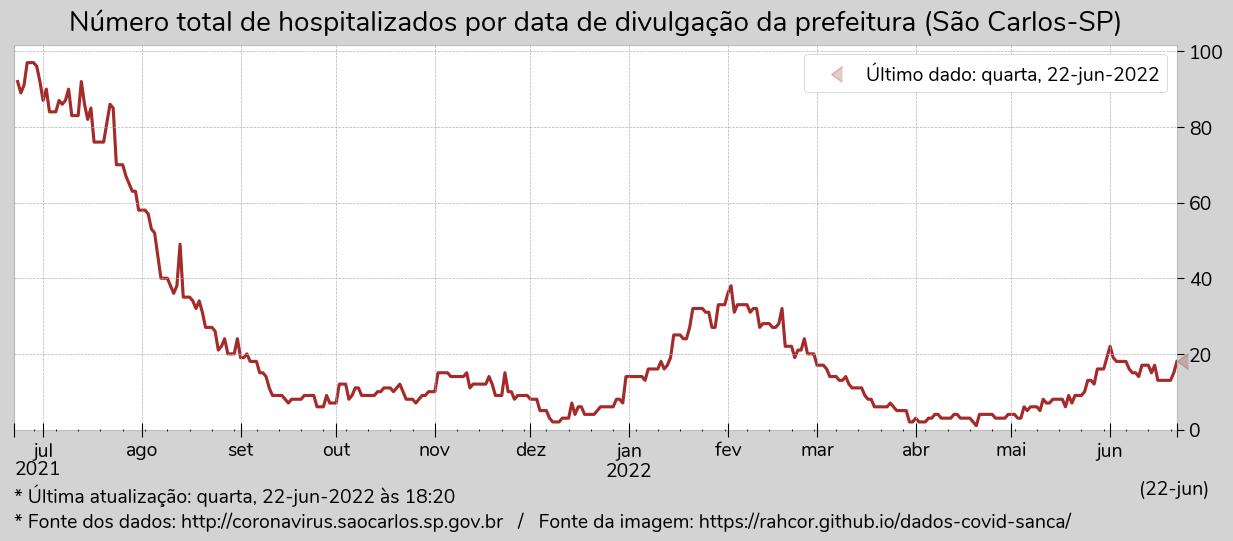 Número total de hospitalizados por data de divulgação da prefeitura (São Carlos-SP)
Último dado: quarta, 22-jun-2022
100
80
60
40
20
0
jul ago set out nov dez jan fev mar abr mai jun
2021 2022
(22-jun)
* Última atualização: quarta, 22-jun-2022 às 18:20
* Fonte dos dados: http://coronavirus.saocarlos.sp.gov.br / Fonte da imagem: https://rahcor.github.io/dados-covid-sanca/